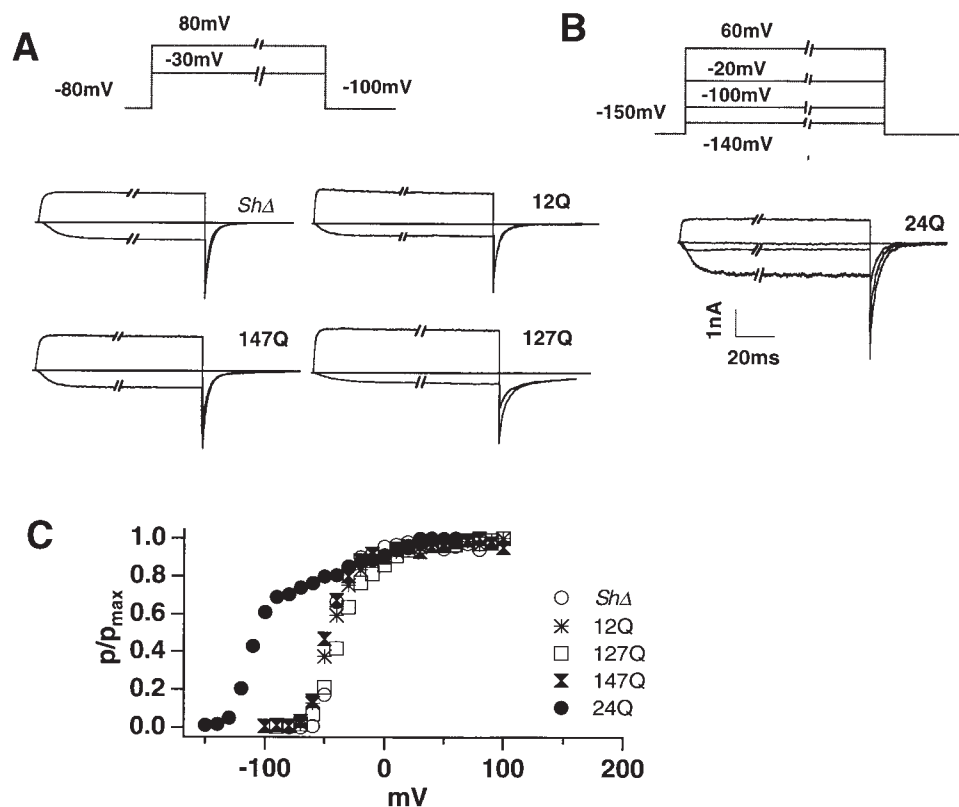 A
80mV
-30mV
-80mV
-100mV
B
60mV
-20mV
-100mV
-150mV
-140mV
ShΔ
12Q
147Q
127Q
24Q
1nA
20ms
C
p/pmax
1.0
0.8
0.6
0.4
0.2
0.0
-100
0
100
200
mV
ShΔ
12Q
127Q
147Q
24Q